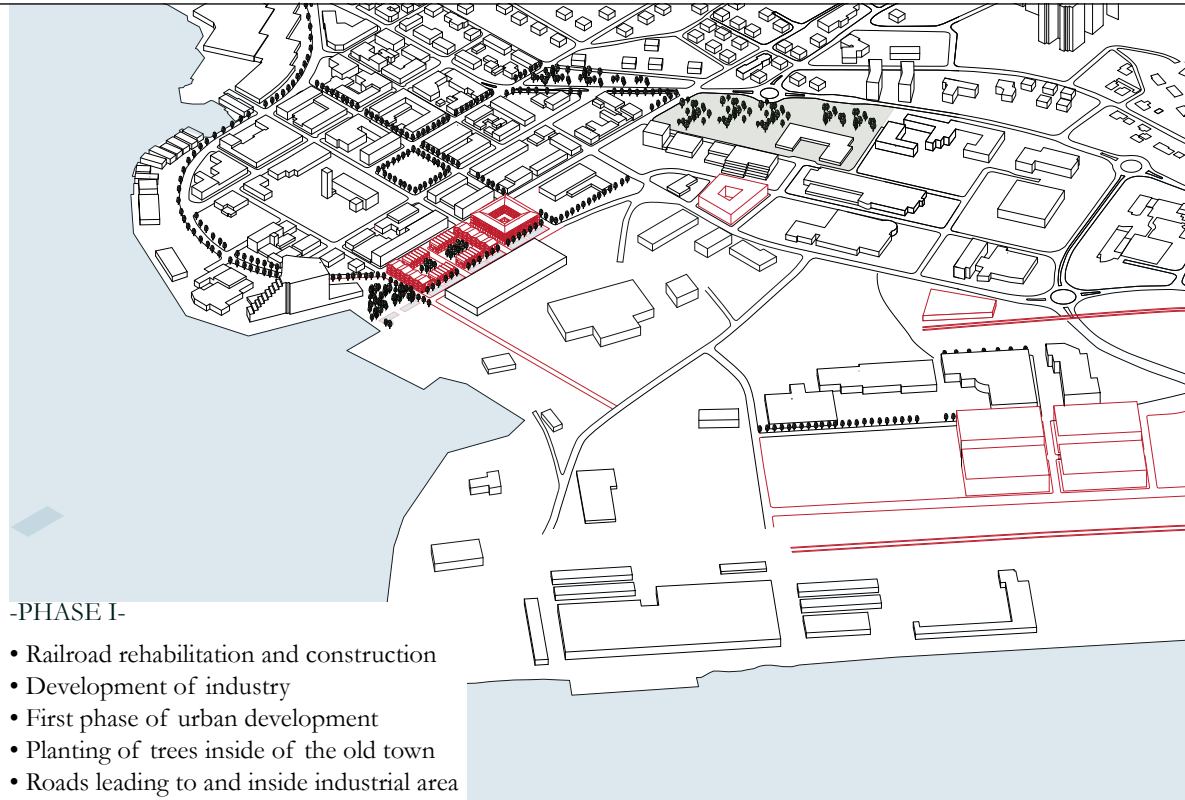 -PHASE I-
• Railroad rehabilitation and construction
• Development of industry
• First phase of urban development
• Planting of trees inside of the old town
• Roads leading to and inside industrial area